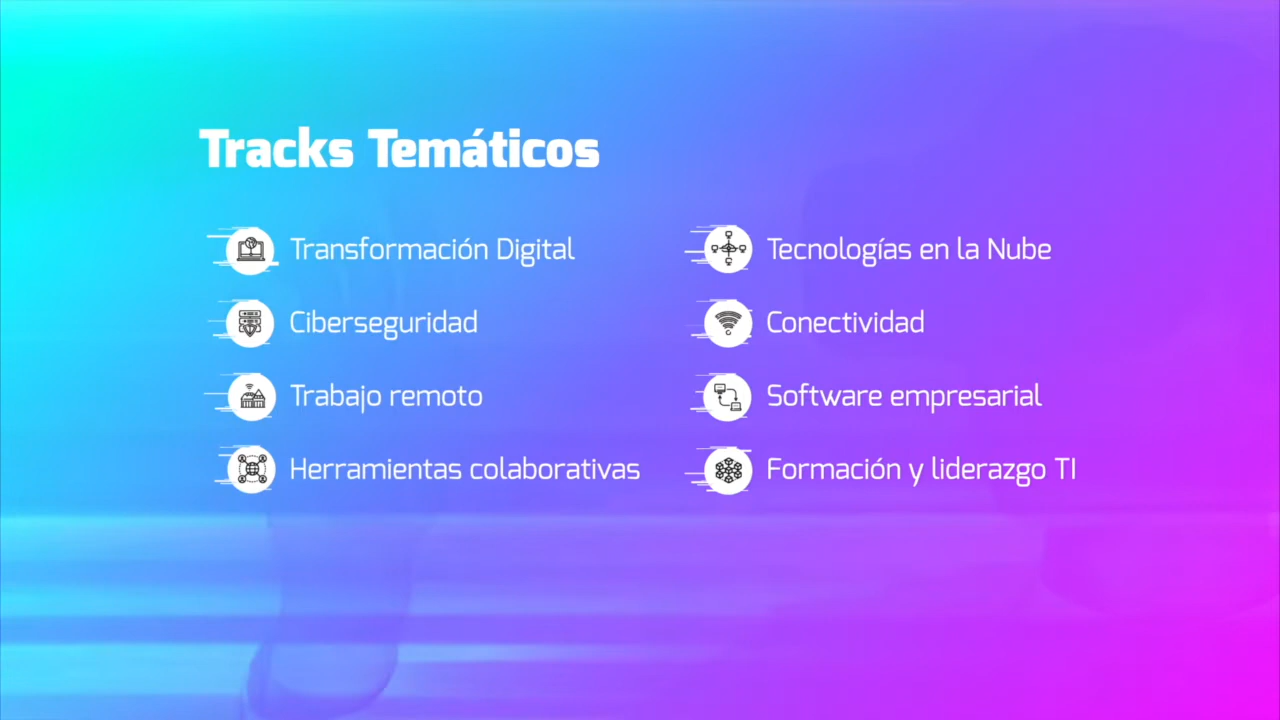 Tracks Temáticos
Transformación Digital
Ciberseguridad
Trabajo remoto
Herramientas colaborativas
Tecnologías en la Nube
Conectividad
Software empresarial
Formación y liderazgo TI